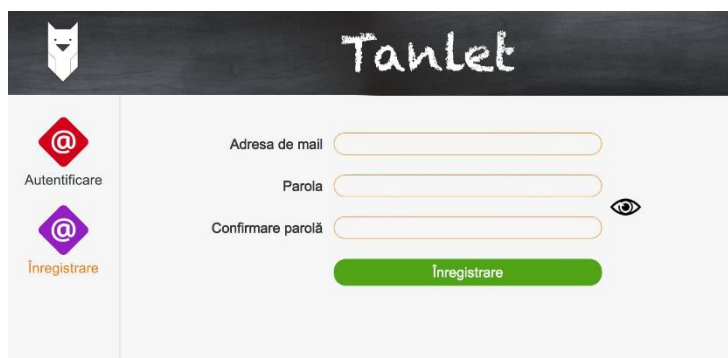 Tanlet
@
Autentificare
@
Înregistrare
Adresa de mail
Parola
Confirmare parolă
Înregistrare